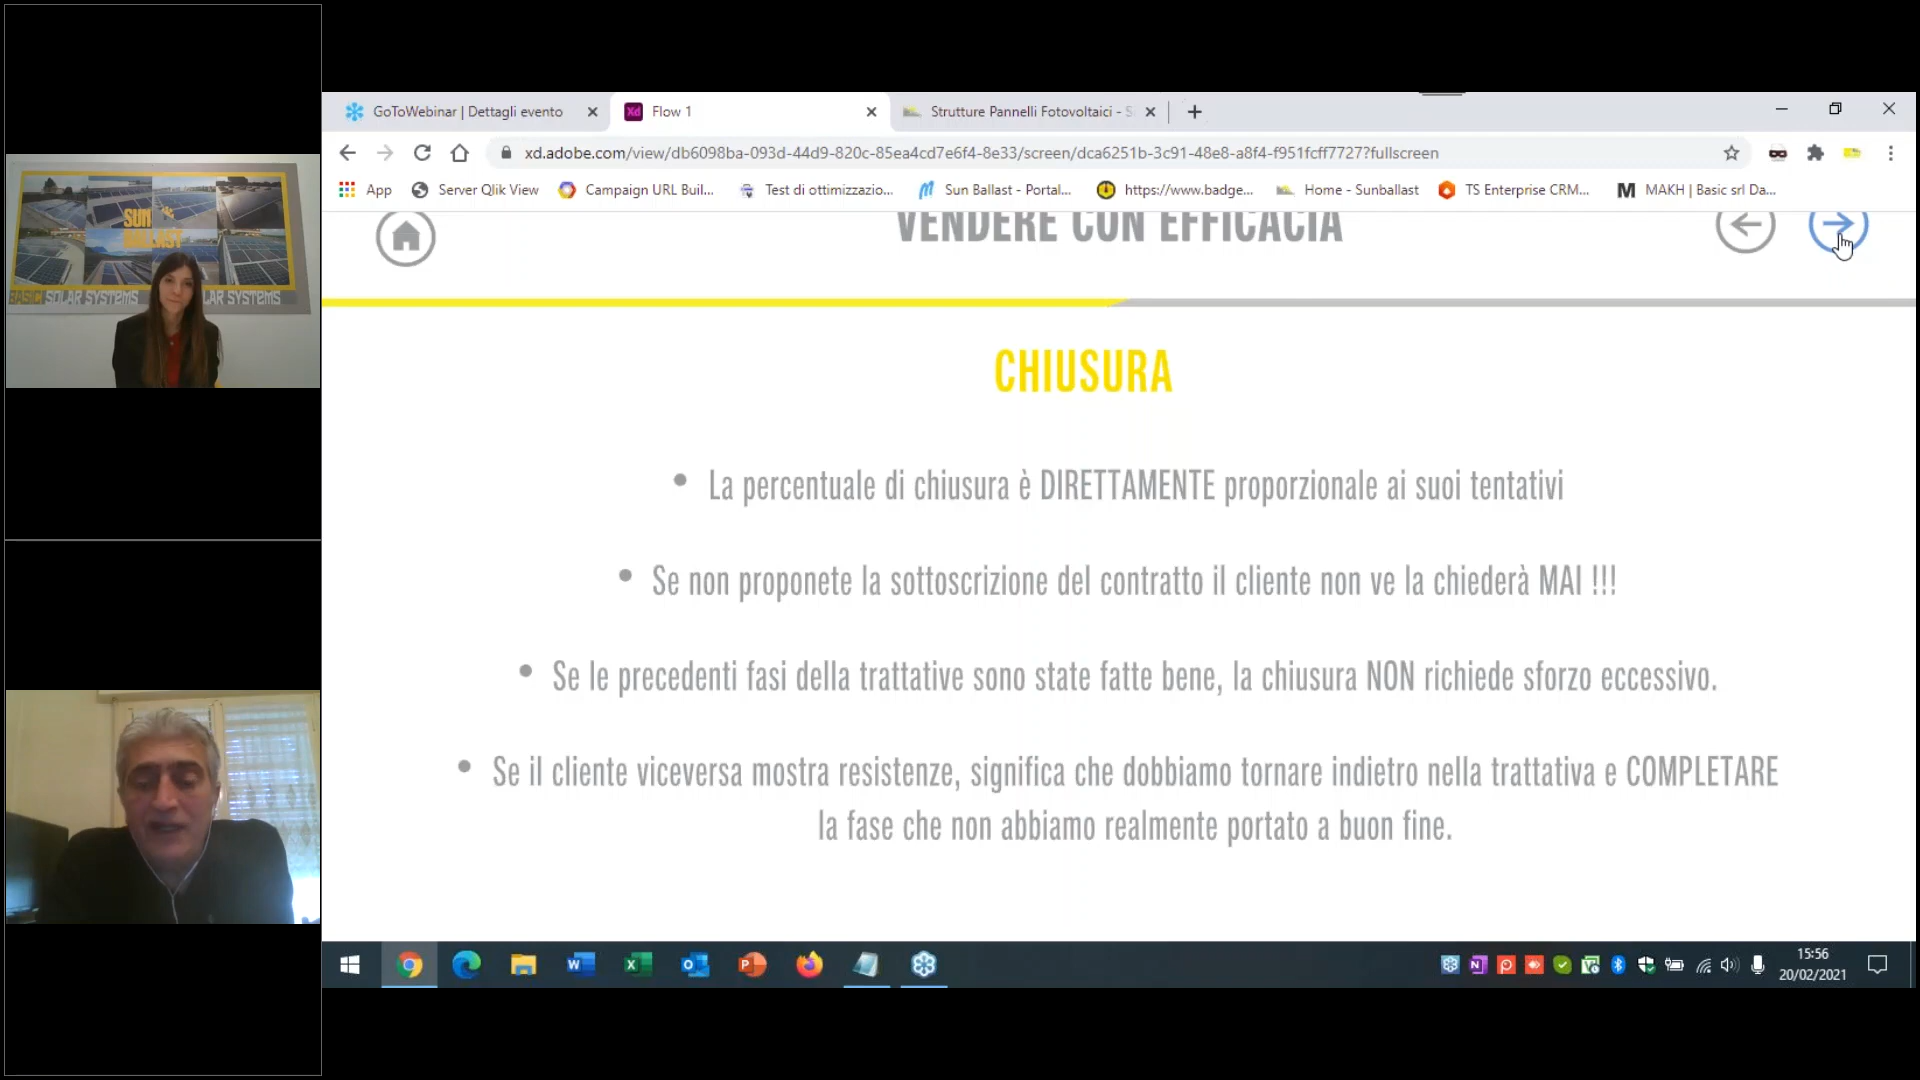 GoToWebinar | Dettagli evento
Flow 1
Strutture Pannelli Fotovoltaici - S
xd.adobe.com/view/db6098ba-093d-44d9-820c-85ea4cd7e6f4-8e33/screen/dca6251b-3c91-48e8-a8f4-f951fcff7727?fullscreen
App
Server Qlik View
Campaign URL Buil...
Test di ottimizzazio...
Sun Ballast - Portal...
https://www.badge...
Home - Sunballast
TS Enterprise CRM...
MAKH | Basic srl Da...
SUN
BALLAST
BASIC SOLAR SYSTEMS
LAR SYSTEMS
VENDERE CON EFFICACIA
CHIUSURA
• La percentuale di chiusura è DIRETTAMENTE proporzionale ai suoi tentativi
• Se non proponete la sottoscrizione del contratto il cliente non ve la chiederà MAI !!!
• Se le precedenti fasi della trattative sono state fatte bene, la chiusura NON richiede sforzo eccessivo.
• Se il cliente viceversa mostra resistenze, significa che dobbiamo tornare indietro nella trattativa e COMPLETARE
la fase che non abbiamo realmente portato a buon fine.
15:56
20/02/2021